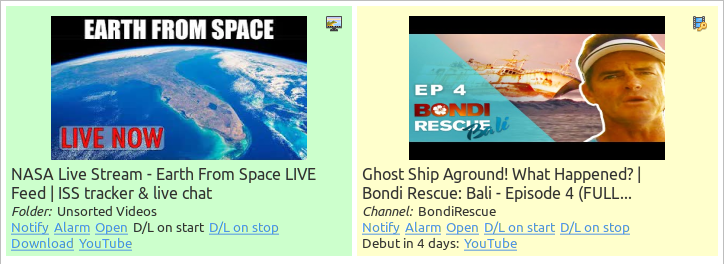 EARTH FROM SPACE
LIVE NOW
NASA Live Stream - Earth From Space LIVE
Feed | ISS tracker & live chat
Folder: Unsorted Videos
Notify Alarm Open D/L on start D/L on stop
Download YouTube
EP 4
BONDI
RESCUE
Bali
Ghost Ship Aground! What Happened? |
Bondi Rescue: Bali - Episode 4 (FULL...
Channel: BondiRescue
Notify Alarm Open D/L on start D/L on stop
Debut in 4 days: YouTube